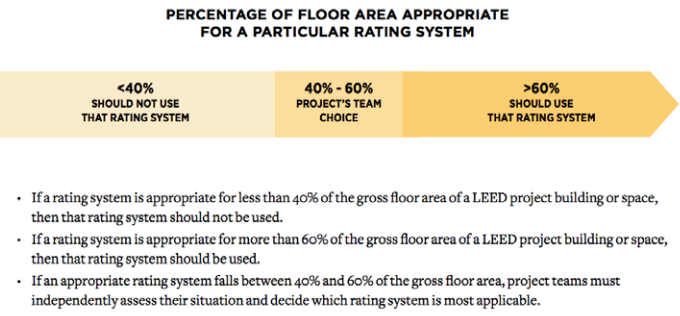 PERCENTAGE OF FLOOR AREA APPROPRIATE
FOR A PARTICULAR RATING SYSTEM
<40%
SHOULD NOT USE
THAT RATING SYSTEM
40% - 60%
PROJECT'S TEAM
CHOICE
>60%
SHOULD USE
THAT RATING SYSTEM
• If a rating system is appropriate for less than 40% of the gross floor area of a LEED project building or space,
then that rating system should not be used.
• If a rating system is appropriate for more than 60% of the gross floor area of a LEED project building or space,
then that rating system should be used.
• If an appropriate rating system falls between 40% and 60% of the gross floor area, project teams must
independently assess their situation and decide which rating system is most applicable.